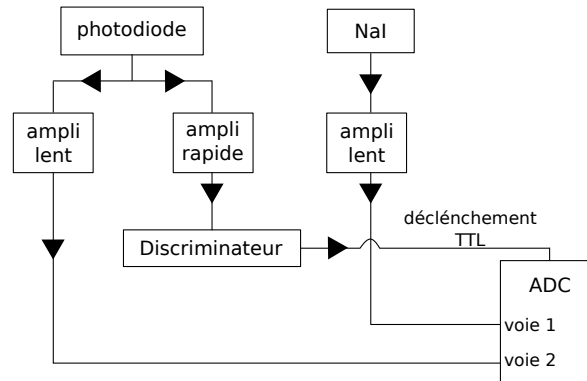 photodiode
NaI
ampli
lent
ampli
rapide
ampli
lent
déclénchement
TTL
Discriminateur
ADC
voie 1
voie 2